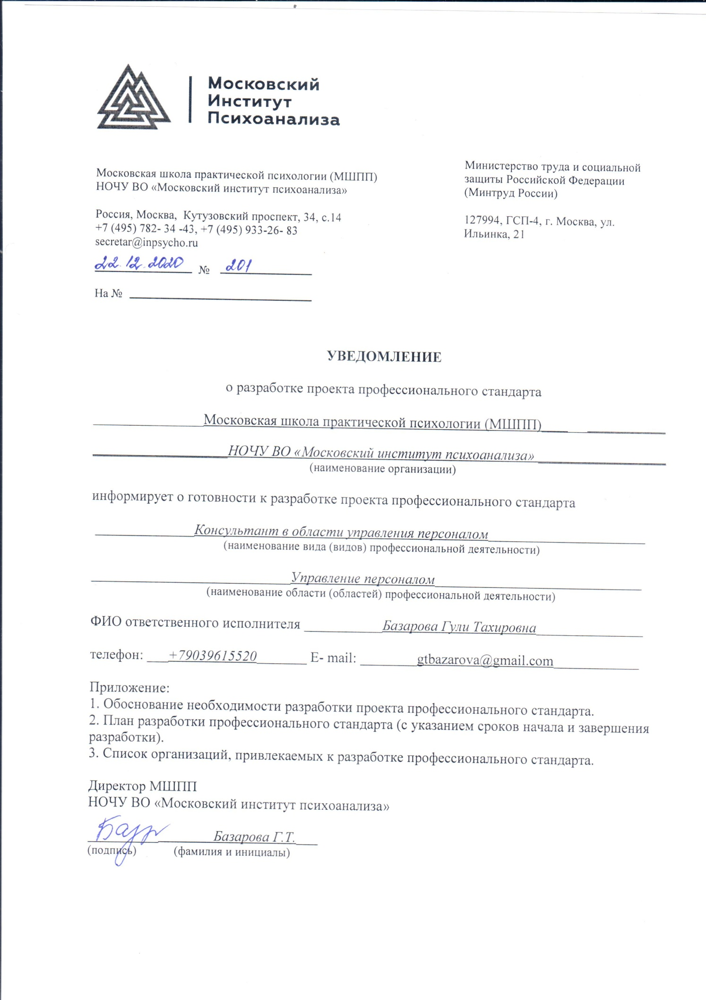 Московский
Институт
Психоанализа
Московская школа практической психологии (МШПП)
НОЧУ ВО «Московский институт психоанализа»
Россия, Москва, Кутузовский проспект, 34, с.14
+7 (495) 782- 34 -43, +7 (495) 933-26- 83
secretar@inpsycho.ru
22.12.2020 № 201
На №
Министерство труда и социальной
защиты Российской Федерации
(Минтруд России)
127994, ГСП-4, г. Москва, ул.
Ильинка, 21
УВЕДОМЛЕНИЕ
о разработке проекта профессионального стандарта
Московская школа практической психологии (МШПП)
НОЧУ ВО «Московский институт психоанализа»
(наименование организации)
информирует о готовности к разработке проекта профессионального стандарта
Консультант в области управления персоналом
(наименование вида (видов) профессиональной деятельности)
Управление персоналом
(наименование области (областей) профессиональной деятельности)
ФИО ответственного исполнителя Базарова Гули Тахировна
телефон: +79039615520 E- mail: gtbazarova@gmail.com
Приложение:
1. Обоснование необходимости разработки проекта профессионального стандарта.
2. План разработки профессионального стандарта (с указанием сроков начала и завершения
разработки).
3. Список организаций, привлекаемых к разработке профессионального стандарта.
Директор МШПП
НОЧУ ВО «Московский институт психоанализа»
Базарова Г.Т.
(подпись) (фамилия и инициалы)